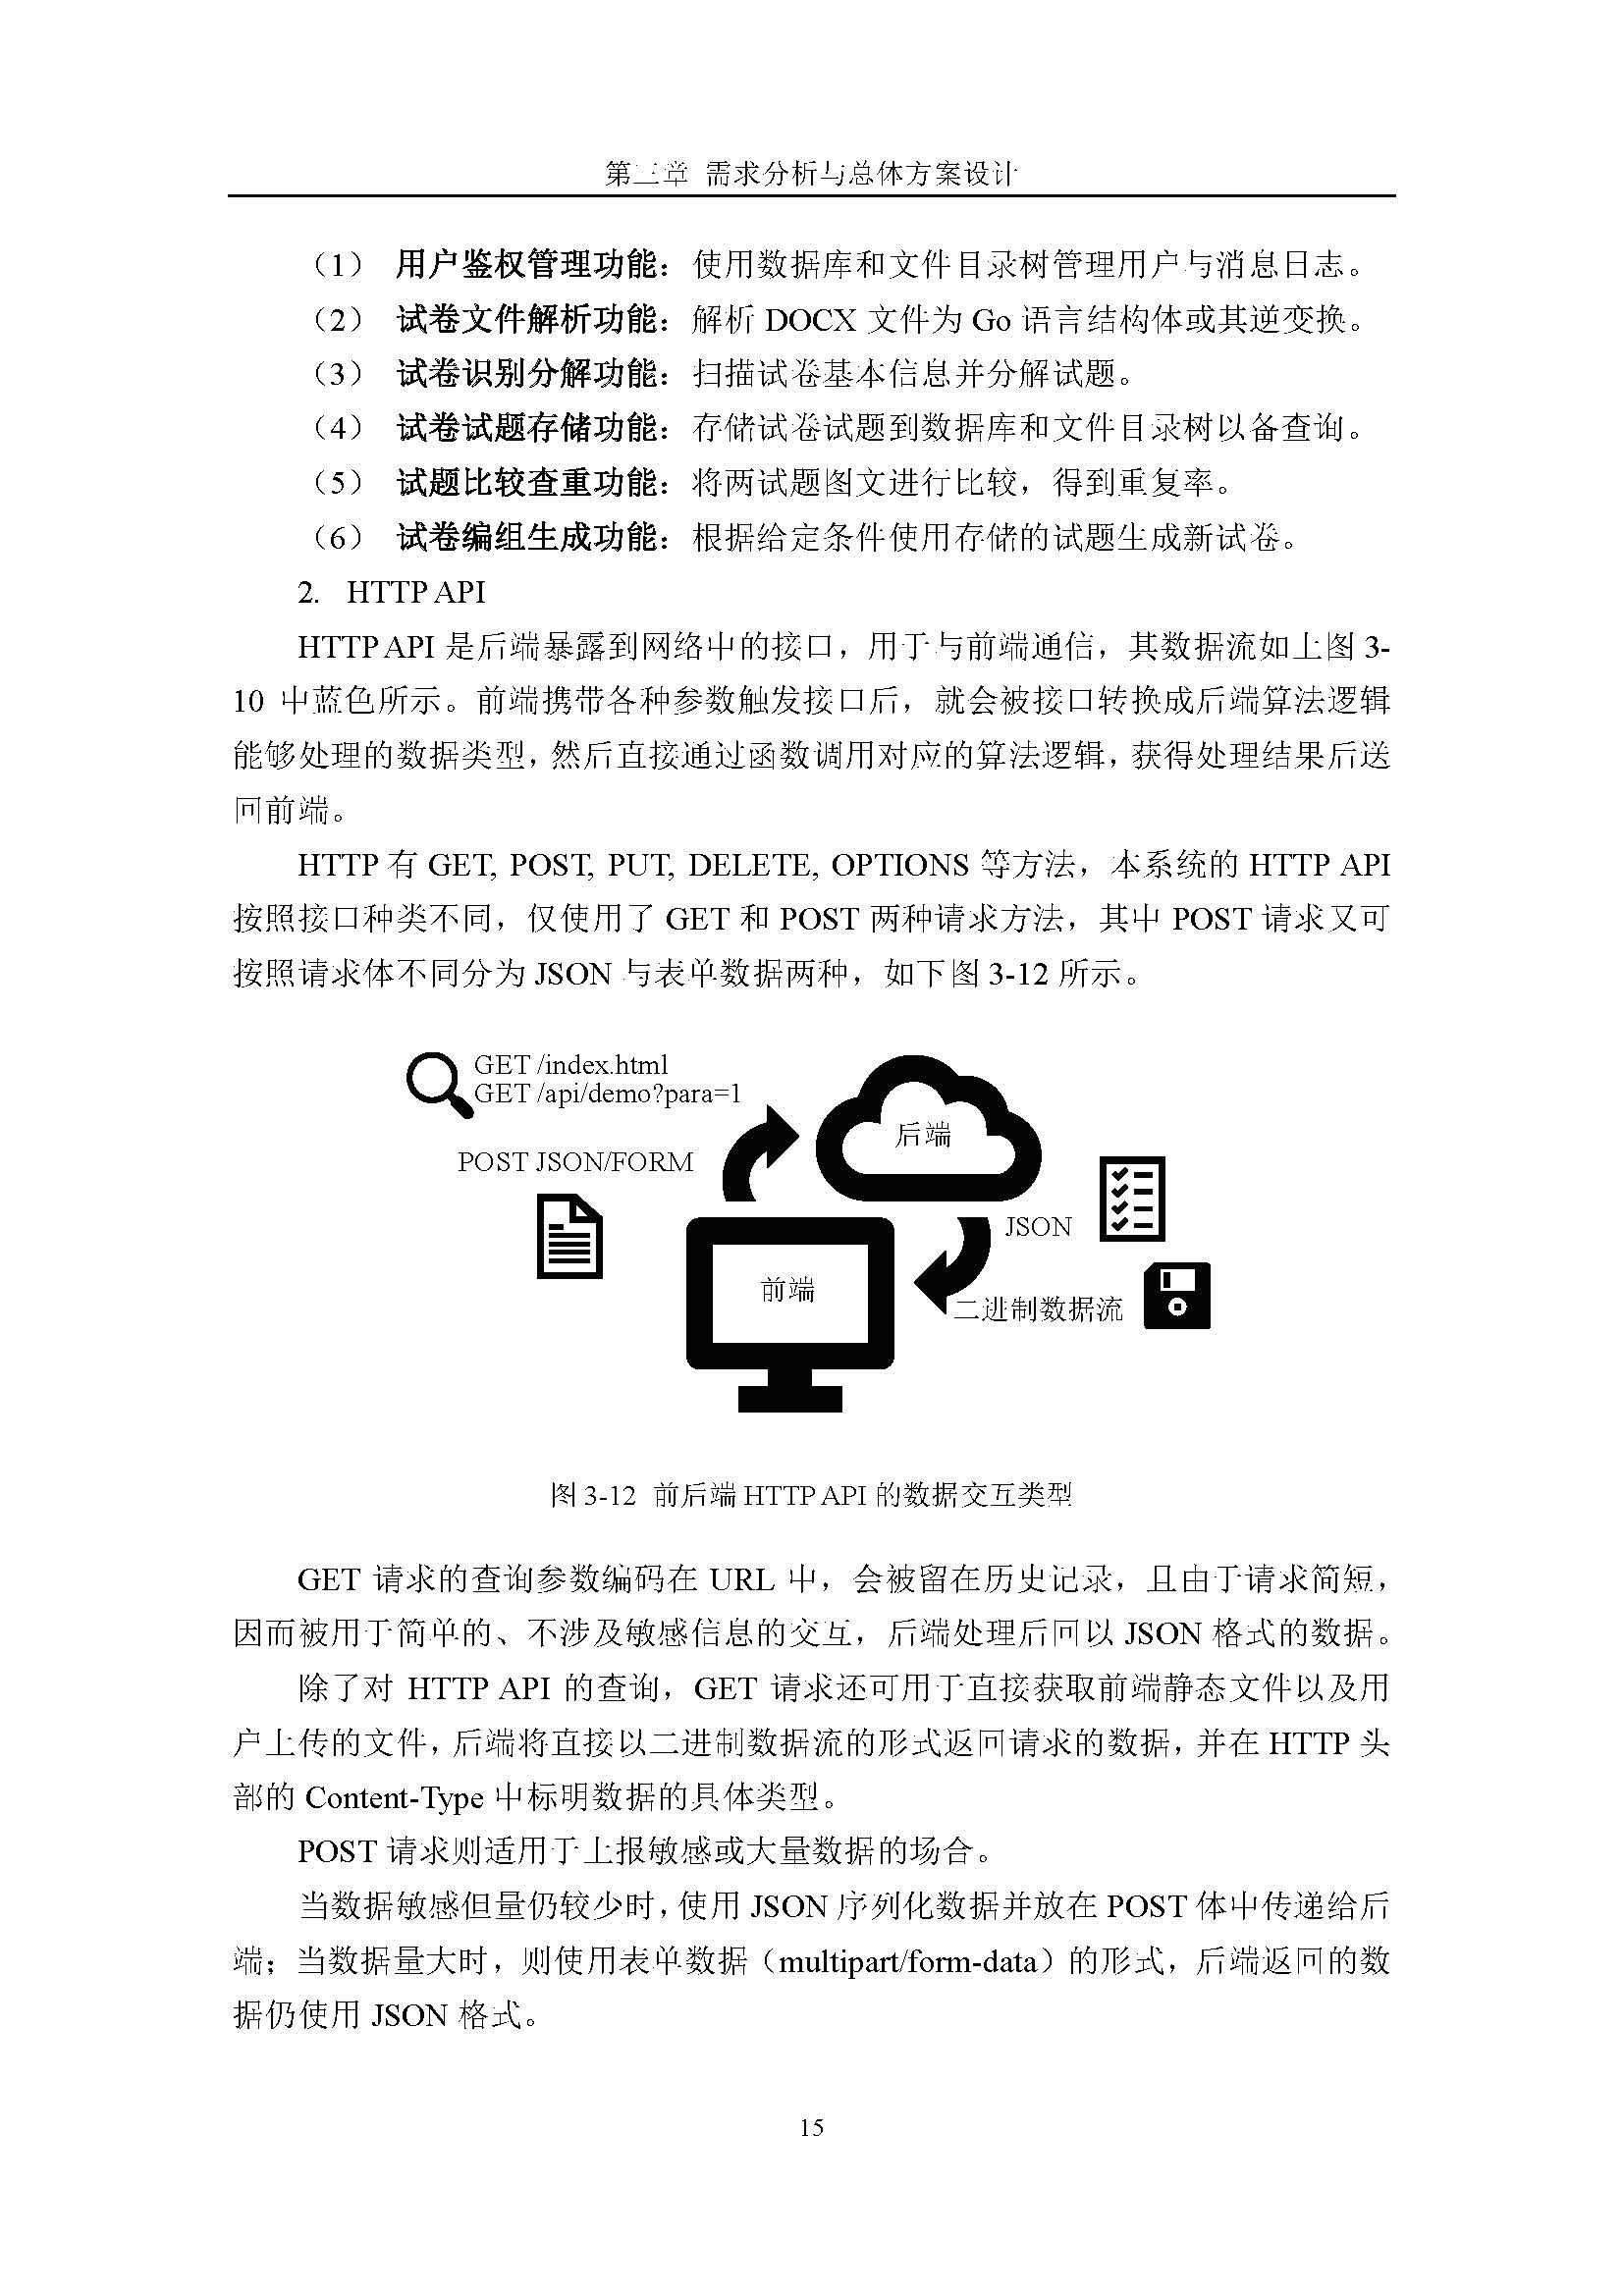 第三章 需求分析与总体方案设计
（1） 用户鉴权管理功能：使用数据库和文件目录树管理用户与消息日志。
（2） 试卷文件解析功能：解析 DOCX 文件为 Go 语言结构体或其逆变换。
（3） 试卷识别分解功能：扫描试卷基本信息并分解试题。
（4） 试卷试题存储功能：存储试卷试题到数据库和文件目录树以备查询。
（5） 试题比较查重功能：将两试题图文进行比较，得到重复率。
（6） 试卷编组生成功能：根据给定条件使用存储的试题生成新试卷。
2. HTTP API
HTTP API 是后端暴露到网络中的接口，用于与前端通信，其数据流如上图 3-
10 中蓝色所示。前端携带各种参数触发接口后，就会被接口转换成后端算法逻辑
能够处理的数据类型，然后直接通过函数调用对应的算法逻辑，获得处理结果后送
回前端。
HTTP 有 GET, POST, PUT, DELETE, OPTIONS 等方法，本系统的 HTTP API
按照接口种类不同，仅使用了 GET 和 POST 两种请求方法，其中 POST 请求又可
按照请求体不同分为 JSON 与表单数据两种，如下图 3-12 所示。
GET /index.html
GET /api/demo?para=1
后端
POST JSON/FORM
JSON
前端
二进制数据流
图 3-12 前后端 HTTP API 的数据交互类型
GET 请求的查询参数编码在 URL 中，会被留在历史记录，且由于请求简短，
因而被用于简单的、不涉及敏感信息的交互，后端处理后回以 JSON 格式的数据。
除了对 HTTP API 的查询，GET 请求还可用于直接获取前端静态文件以及用
户上传的文件，后端将直接以二进制数据流的形式返回请求的数据，并在 HTTP 头
部的 Content-Type 中标明数据的具体类型。
POST 请求则适用于上报敏感或大量数据的场合。
当数据敏感但量仍较少时，使用 JSON 序列化数据并放在 POST 体中传递给后
端；当数据量大时，则使用表单数据（multipart/form-data）的形式，后端返回的数
据仍使用 JSON 格式。
15